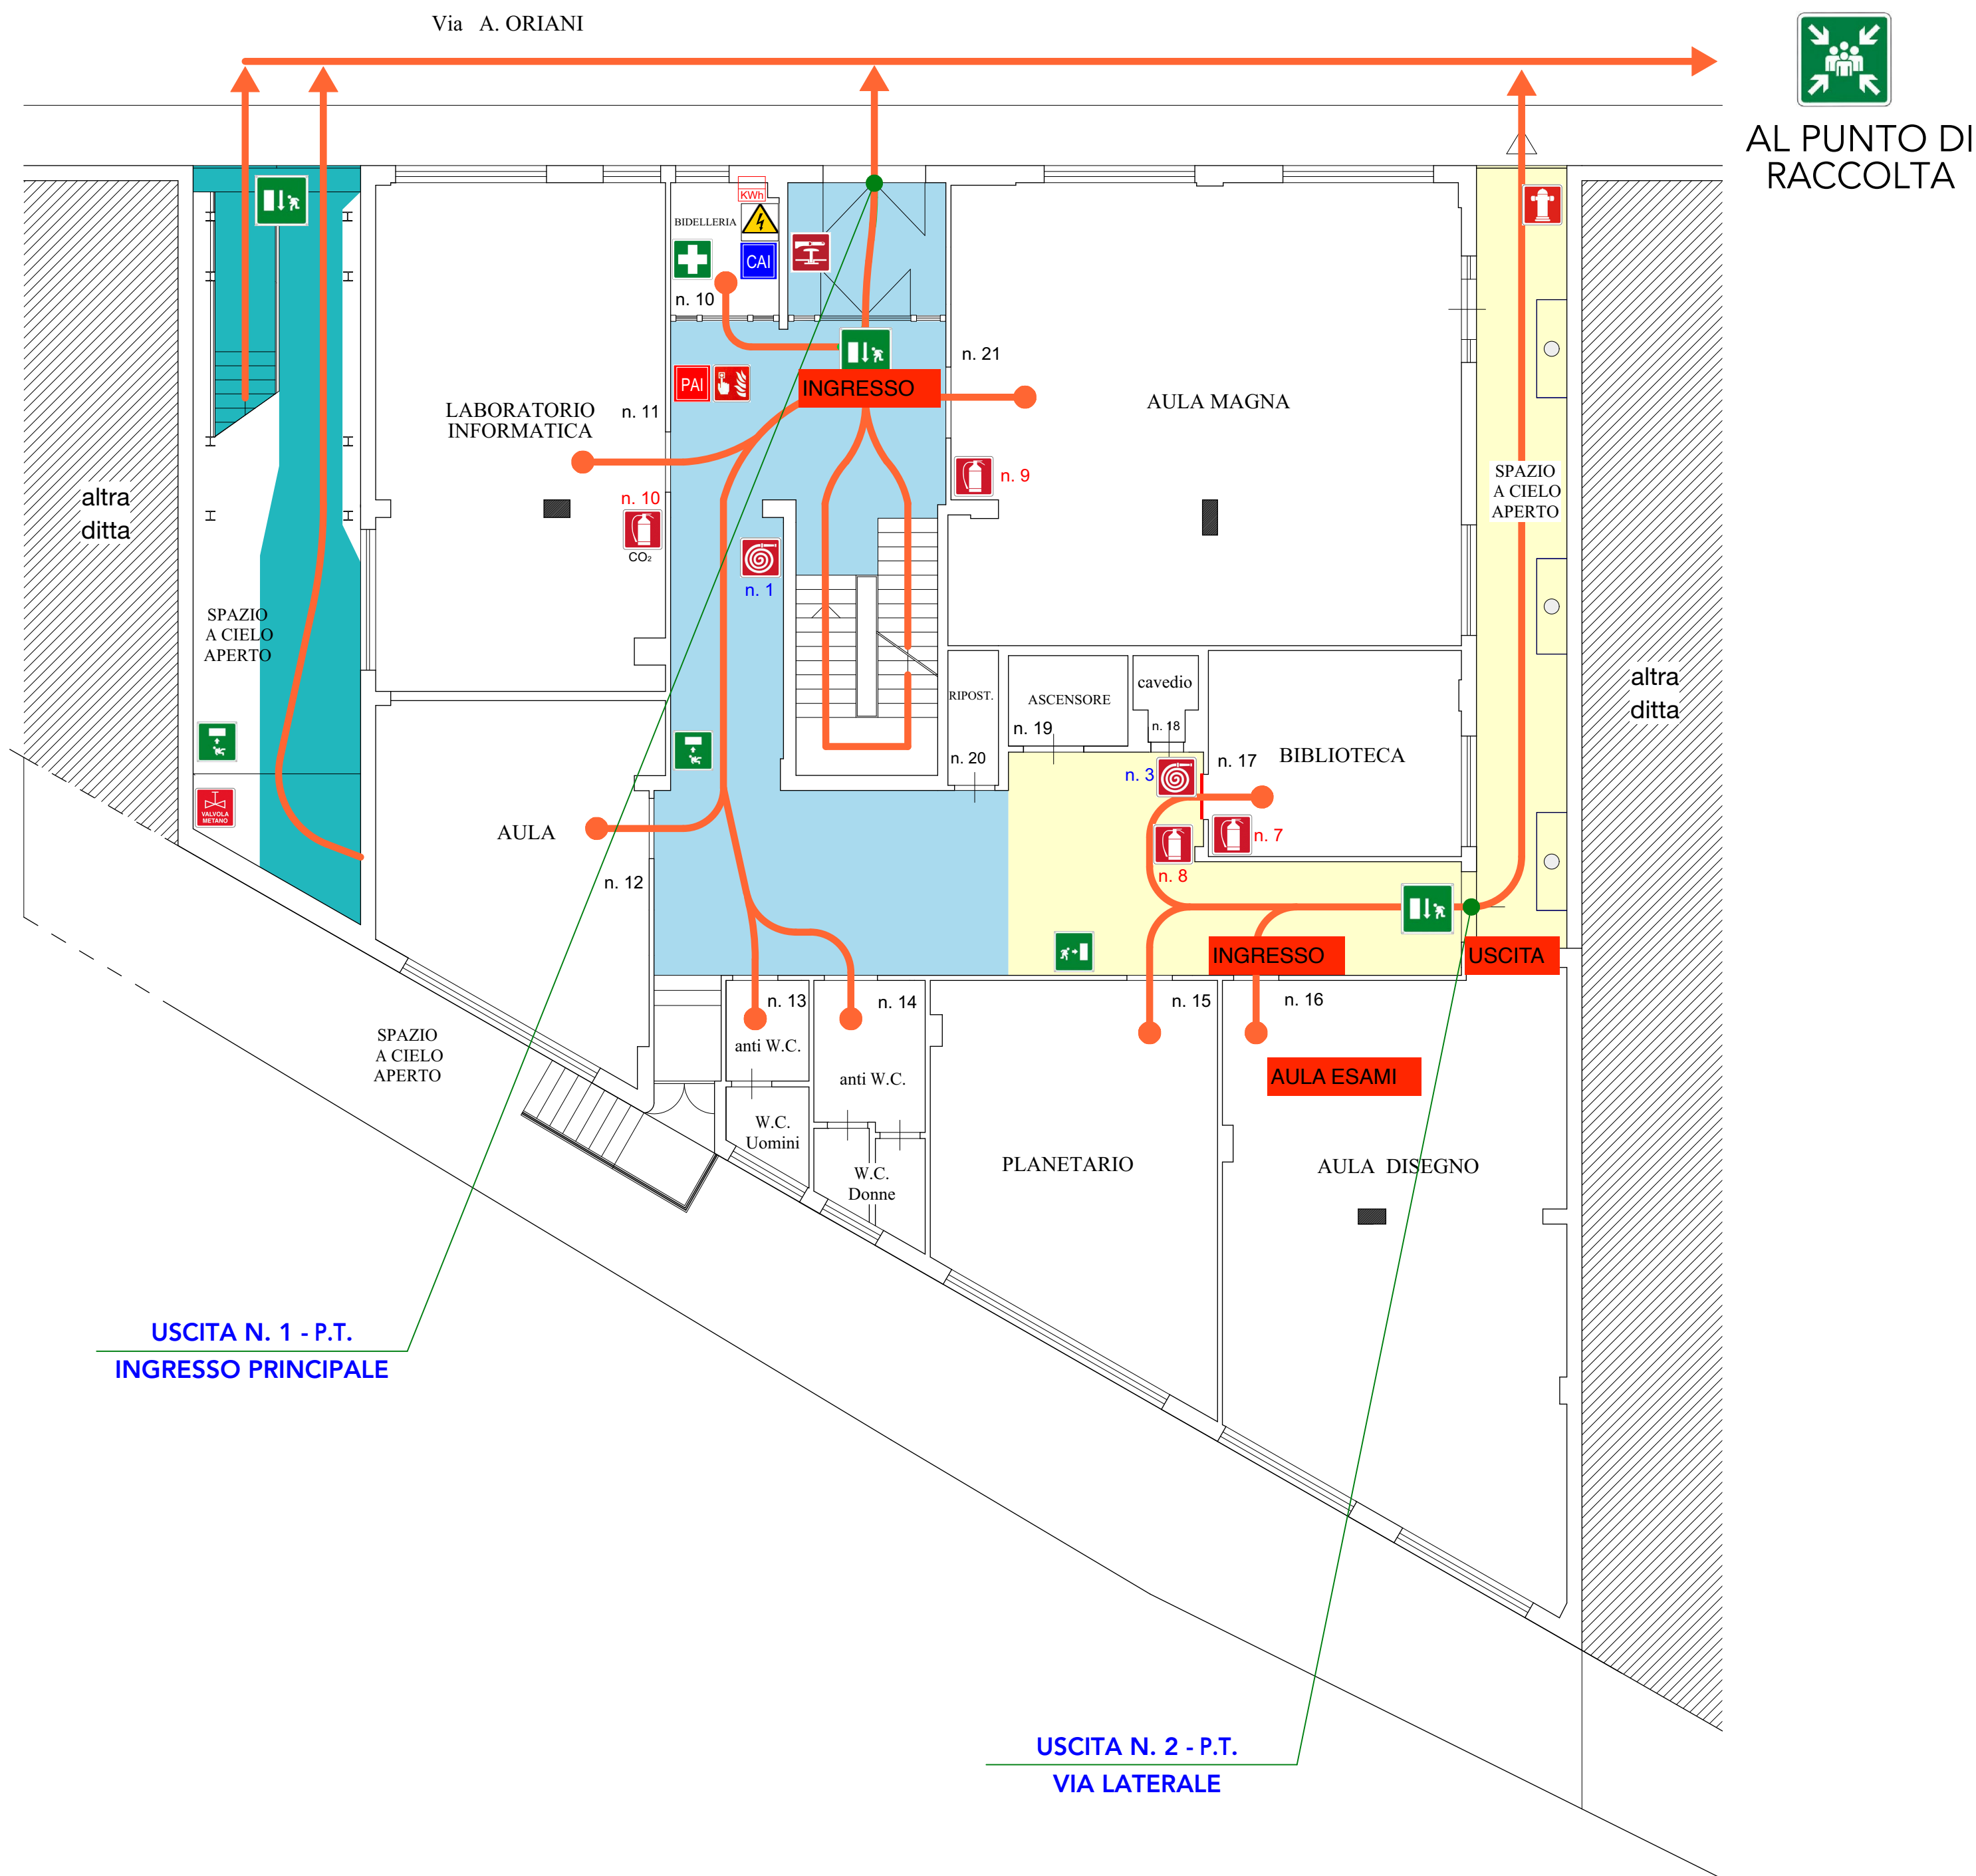 Via A. ORIANI
AL PUNTO DI
RACCOLTA
KWh
BIDELLERIA
CAI
n. 10
n. 21
PAI
INGRESSO
LABORATORIO
INFORMATICA
n. 11
AULA MAGNA
n. 9
n. 10
CO₂
n. 1
altra
ditta
SPAZIO
A CIELO
APERTO
SPAZIO
A CIELO
APERTO
altra
ditta
RIPOST.
ASCENSORE
cavedio
n. 19
n. 18
n. 20
n. 3
n. 17
BIBLIOTECA
VALVOLA
METANO
AULA
n. 7
n. 8
n. 12
INGRESSO
USCITA
n. 13
n. 14
n. 15
n. 16
SPAZIO
A CIELO
APERTO
anti W.C.
anti W.C.
AULA ESAMI
W.C.
Uomini
W.C.
Donne
PLANETARIO
AULA DISEGNO
USCITA N. 1 - P.T.
INGRESSO PRINCIPALE
USCITA N. 2 - P.T.
VIA LATERALE